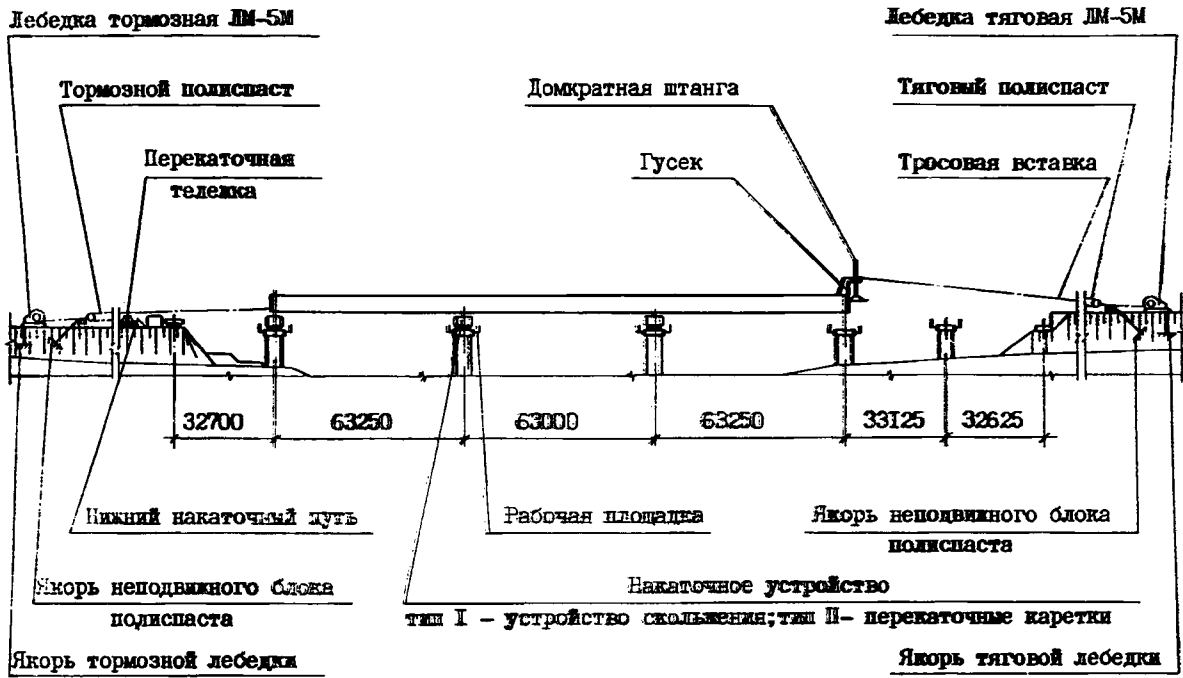 Лебедка тормозная ЛМ-5М
Лебедка тяговая ЛМ-5М
Тормозной полиспаст
Домкратная штанга
Тяговый полиспаст
Перекаточная
тележка
Гусек
Тросовая вставка
32700
63250
63000
63250
33125
32625
Нижний накаточный путь
Рабочая площадка
Якорь неподвижного блока
полиспаста
Якорь неподвижного блока
полиспаста
Накаточное устройство
тип I - устройство скольжения; тип II- перекаточные каретки
Якорь тормозной лебедки
Якорь тяговой лебедки